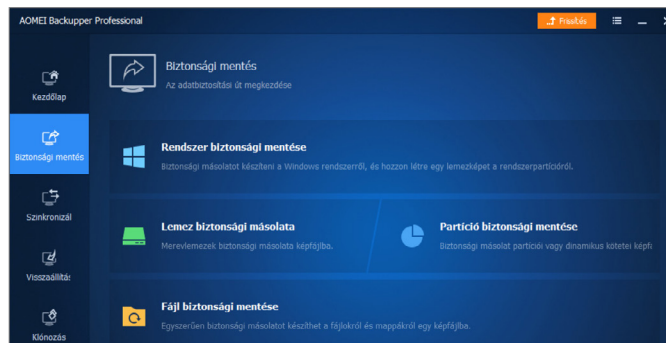 AOMEI Backupper Professional
Frissítés
Biztonsági mentés
Az adatbiztosítási út megkezdése
Kezdőlap
Biztonsági mentés
Szinkronizál
Visszaállítás
Klónozás
Rendszer biztonsági mentése
Biztonsági másolatot készíteni a Windows rendszerről, és hozzon létre egy lemezképet a rendszerpartícióról.
Lemez biztonsági másolata
Merevlemezek biztonsági másolata képfájlba.
Partíció biztonsági mentése
Biztonsági másolat partíciói vagy dinamikus kötetei képfá
Fájl biztonsági mentése
Egyszerűen biztonsági másolatot készíthet a fájlokról és mappákról egy képfájlba.